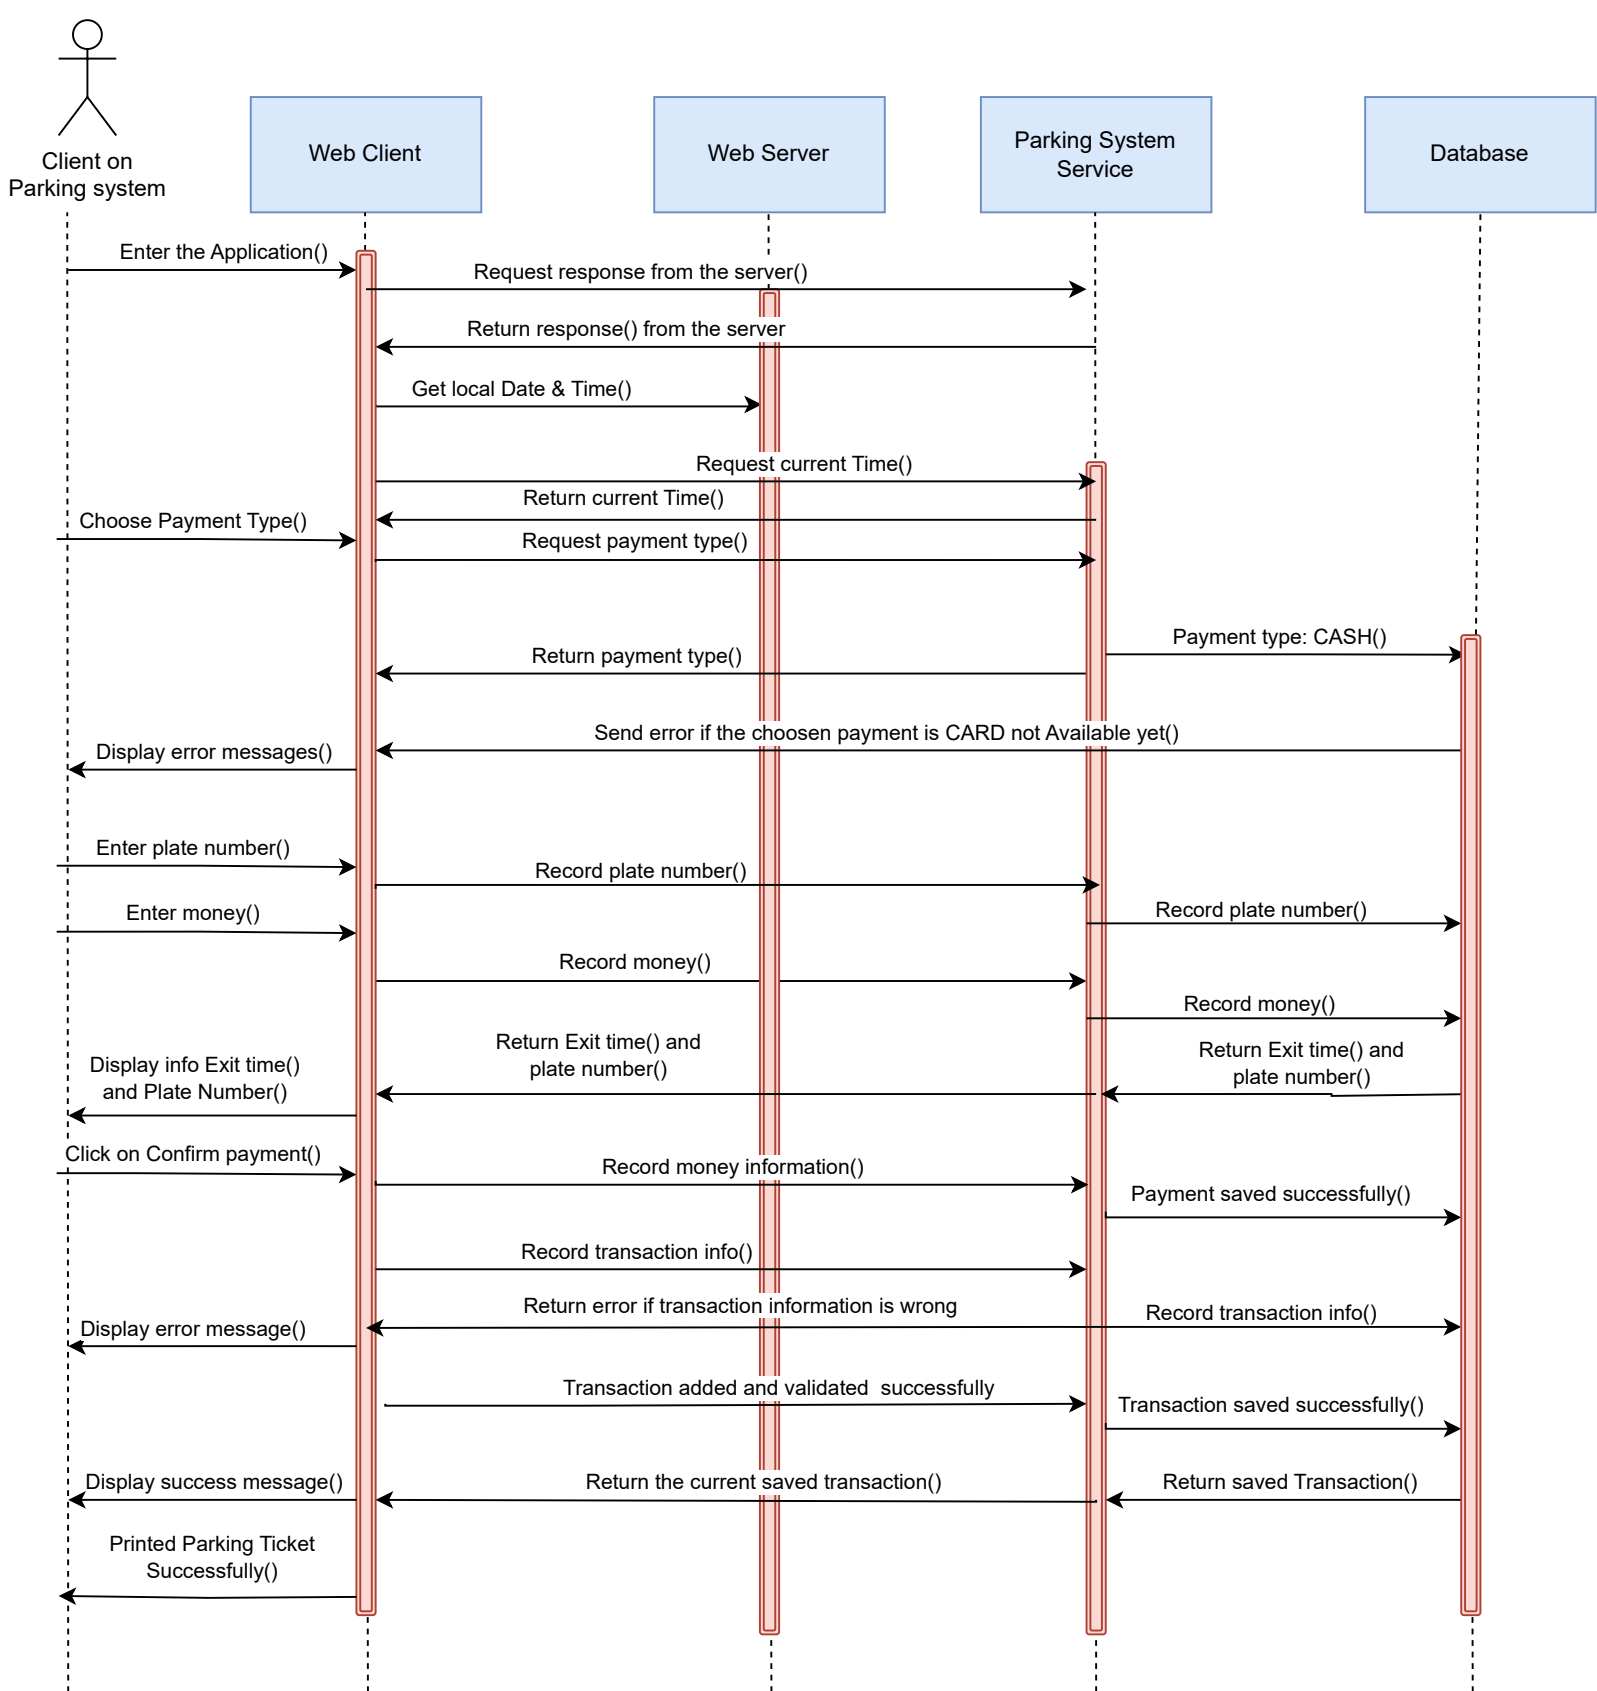 Client on
Parking system
Web Client
Web Server
Parking System
Service
Database
Enter the Application()
Request response from the server()
Return response() from the server
Get local Date & Time()
Request current Time()
Return current Time()
Choose Payment Type()
Request payment type()
Payment type: CASH()
Return payment type()
Send error if the choosen payment is CARD not Available yet()
Display error messages()
Enter plate number()
Record plate number()
Enter money()
Record plate number()
Record money()
Record money()
Return Exit time() and
plate number()
Return Exit time() and
plate number()
Display info Exit time()
and Plate Number()
Click on Confirm payment()
Record money information()
Payment saved successfully()
Record transaction info()
Return error if transaction information is wrong
Record transaction info()
Display error message()
Transaction added and validated  successfully
Transaction saved successfully()
Display success message()
Return the current saved transaction()
Return saved Transaction()
Printed Parking Ticket
Successfully()